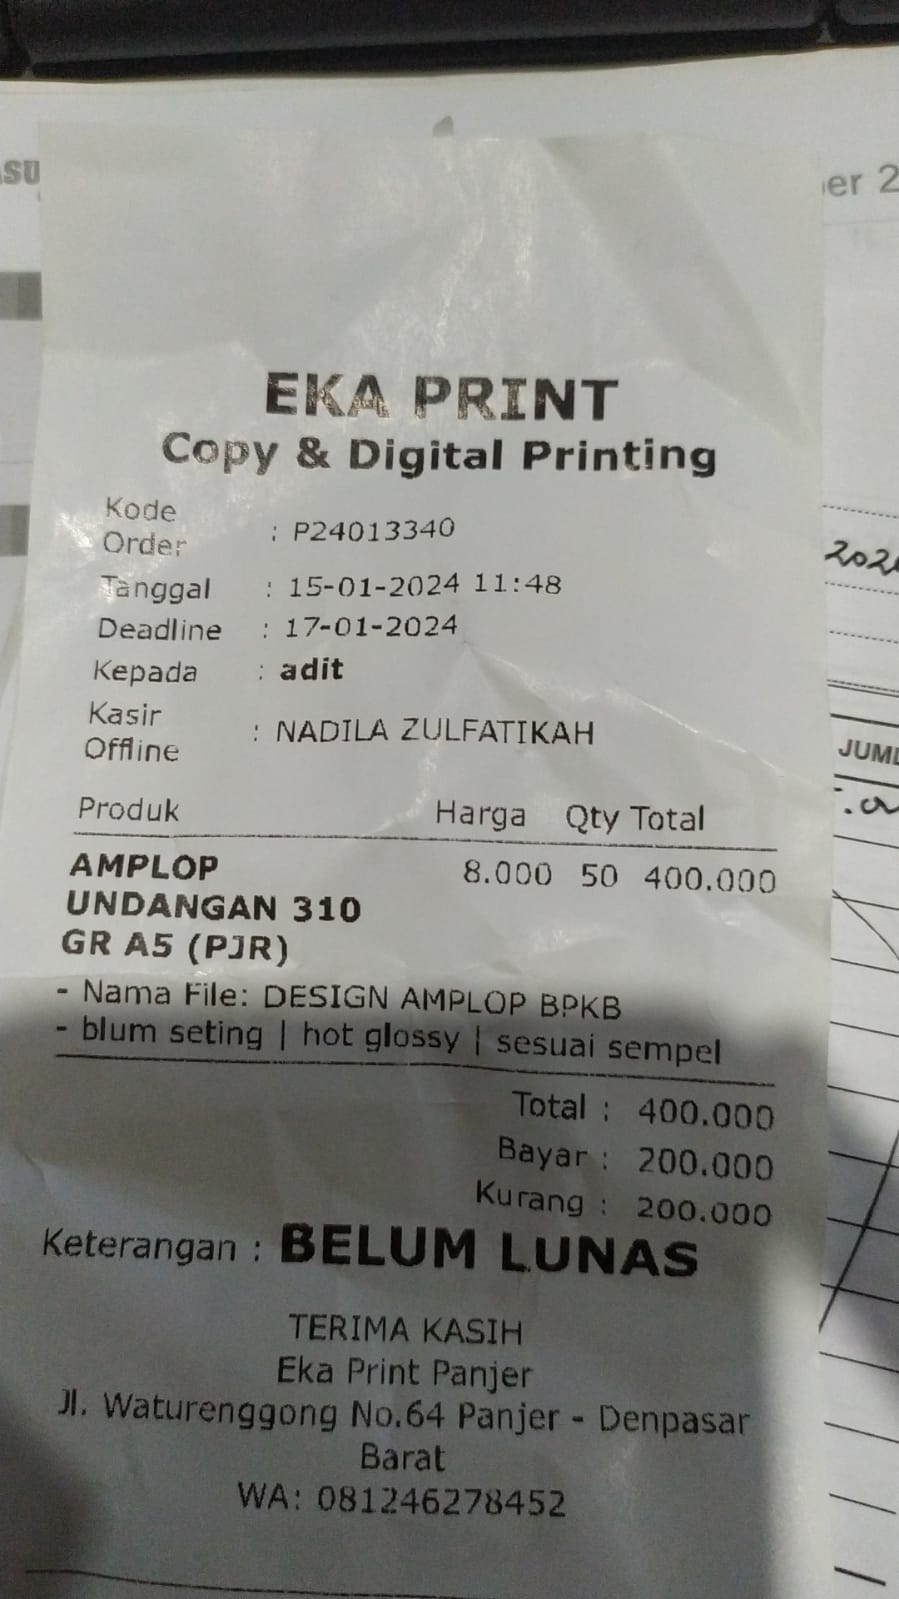 EKA PRINT
Copy & Digital Printing
Kode
Order : P24013340
Tanggal : 15-01-2024 11:48
Deadline : 17-01-2024
Kepada : adit
Kasir
Offline : NADILA ZULFATIKAH
Produk Harga Qty Total
AMPLOP 8.000 50 400.000
UNDANGAN 310
GR A5 (PJR)
- Nama File: DESIGN AMPLOP BPKB
- blum seting | hot glossy | sesuai sempel
Total : 400.000
Bayar : 200.000
Kurang : 200.000
Keterangan : BELUM LUNAS
TERIMA KASIH
Eka Print Panjer
Jl. Waturenggong No.64 Panjer - Denpasar
Barat
WA: 081246278452